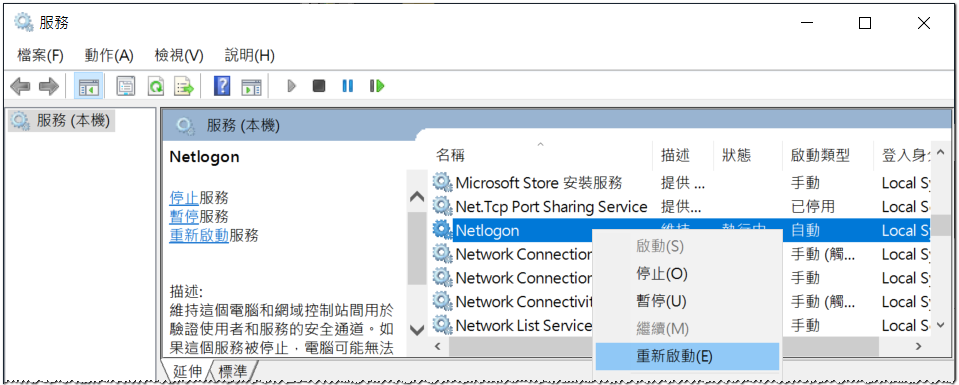 服務
檔案(F) 動作(A) 檢視(V) 說明(H)
服務 (本機)
服務 (本機)
Netlogon
停止服務
暫停服務
重新啟動服務
描述:
維持這個電腦和網域控制站間用於
驗證使用者和服務的安全通道。如
果這個服務被停止，電腦可能無法
名稱 描述 狀態 啟動類型 登入身分
Microsoft Store 安裝服務 提供 ... 手動 Local Sy
Net.Tcp Port Sharing Service 提供... 已停用 Local Sy
Netlogon 維持 執行中 自動 Local Sy
Network Connection 手動 (觸... Local Sy
Network Connection 手動 Local Sy
Network Connectivit 手動 (觸... Local Sy
Network List Service 手動 Local Sy
啟動(S)
停止(O)
暫停(U)
繼續(M)
重新啟動(E)
延伸 標準